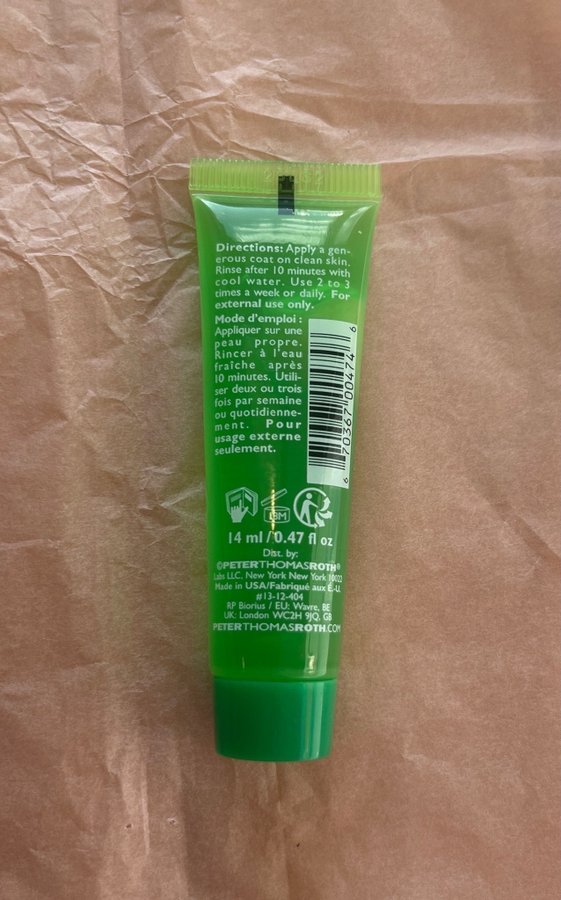 Directions: Apply a gen-
erous coat on clean skin.
Rinse after 10 minutes with
cool water. Use 2 to 3
times a week or daily. For
external use only.
Mode d'emploi :
Appliquer sur une
peau propre.
Rincer à l'eau
fraîche après
10 minutes. Utili-
ser deux ou trois
fois par semaine
ou quotidienne-
ment. Pour
usage externe
seulement.
6 70367 00474 6
18M
14 ml / 0.47 fl oz
Dist. by:
©PETERTHOMASROTH®
Labs LLC. New York New York 10022
Made in USA/Fabriqué aux É.-U.
#13-12-404
RP Biorius / EU: Wavre, BE
UK: London WC2H 9JQ, GB
PETERTHOMASROTH.COM